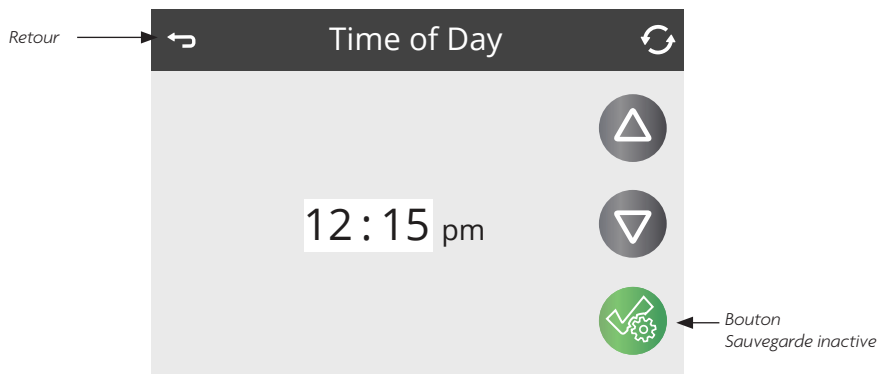 Retour
Time of Day
12:15 pm
Bouton
Sauvegarde inactive